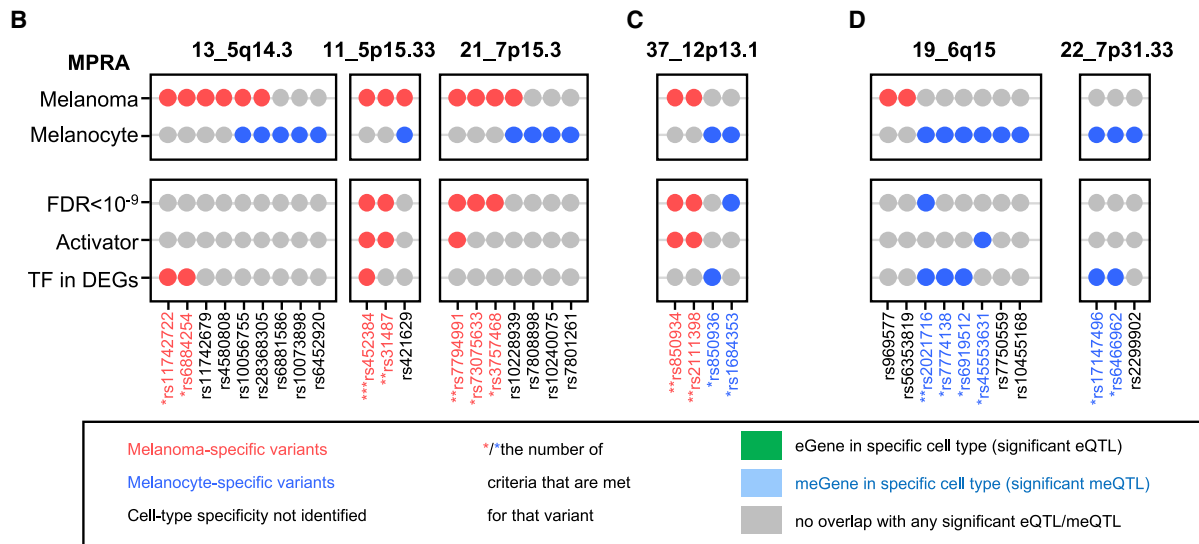 B
C
D
13_5q14.3
11_5p15.33
21_7p15.3
37_12p13.1
19_6q15
22_7p31.33
MPRA
Melanoma
Melanocyte
FDR<10-9
Activator
TF in DEGs
*rs11742722
*rs6884254
rs11742679
rs4580808
rs10056755
rs28368305
rs6881586
rs10073898
rs6452920
***rs452384
**rs31487
rs421629
**rs7794991
*rs73075633
*rs3757468
rs10228939
rs7808898
rs10240075
rs7801261
**rs850934
**rs2111398
*rs850936
*rs1684353
rs969577
rs56353819
**rs2021716
*rs7774138
*rs6919512
*rs45553631
rs7750559
rs10455168
*rs17147496
*rs6466962
rs2299902
Melanoma-specific variants
Melanocyte-specific variants
Cell-type specificity not identified
*/*the number of
criteria that are met
for that variant
eGene in specific cell type (significant eQTL)
meGene in specific cell type (significant meQTL)
no overlap with any significant eQTL/meQTL